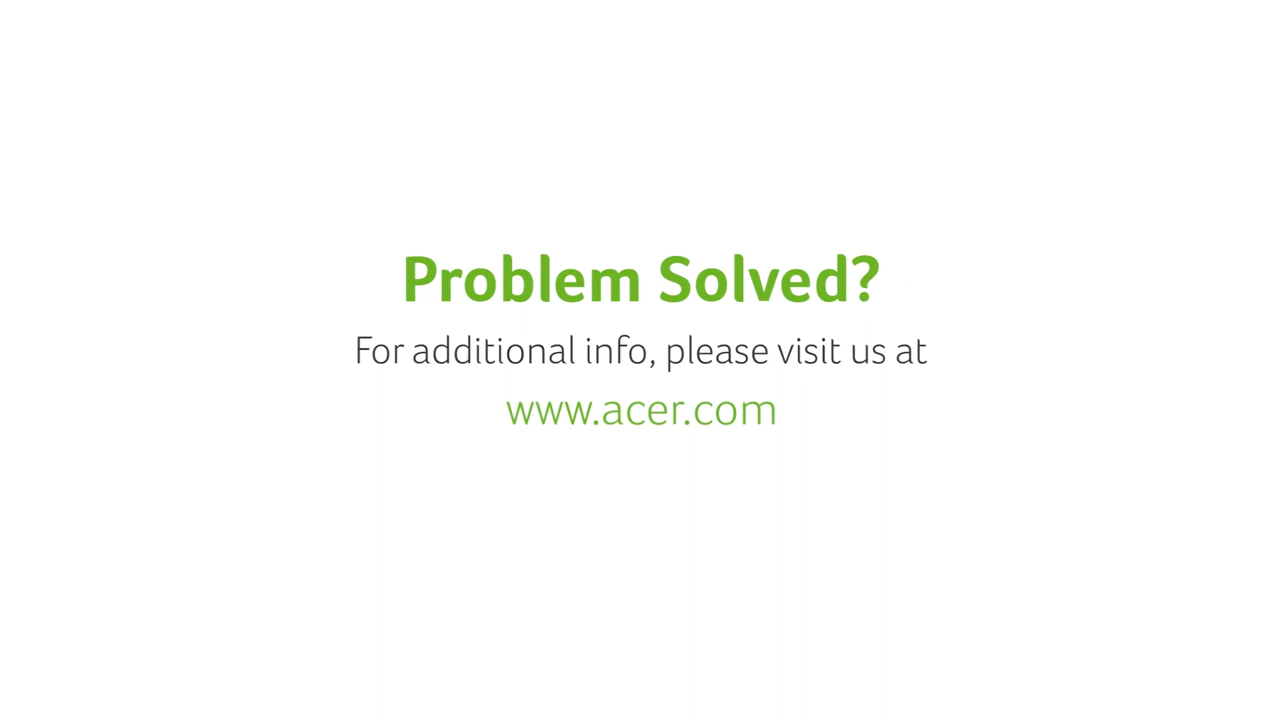 Problem Solved?
For additional info, please visit us at
www.acer.com